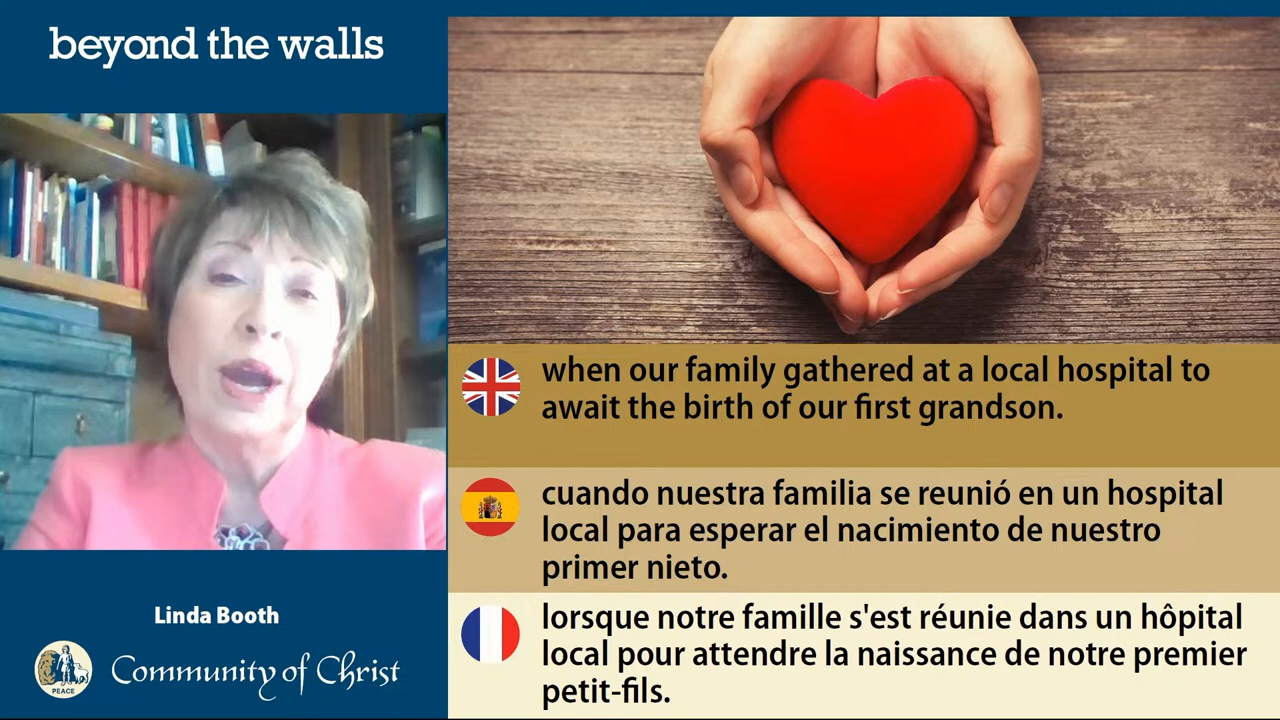 beyond the walls
when our family gathered at a local hospital to
await the birth of our first grandson.
cuando nuestra familia se reunió en un hospital
local para esperar el nacimiento de nuestro
primer nieto.
lorsque notre famille s'est réunie dans un hôpital
local pour attendre la naissance de notre premier
petit-fils.
Linda Booth
PEACE
Community of Christ